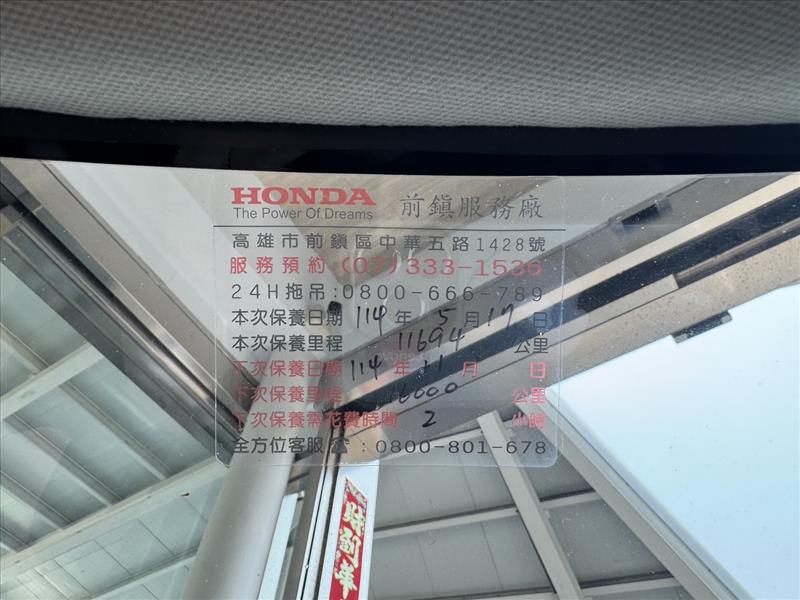 HONDA 前鎮服務廠
The Power Of Dreams
高雄市前鎮區中華五路1428號
服務預約:(07)333-1536
24H拖吊:0800-666-789
本次保養日期 114 年 5 月 17 日
本次保養里程 11694 公里
下次保養日期 114 年 月 日
下次保養里程 16000 公里
下次保養需花費時間 2 小時
全方位客服☎:0800-801-678